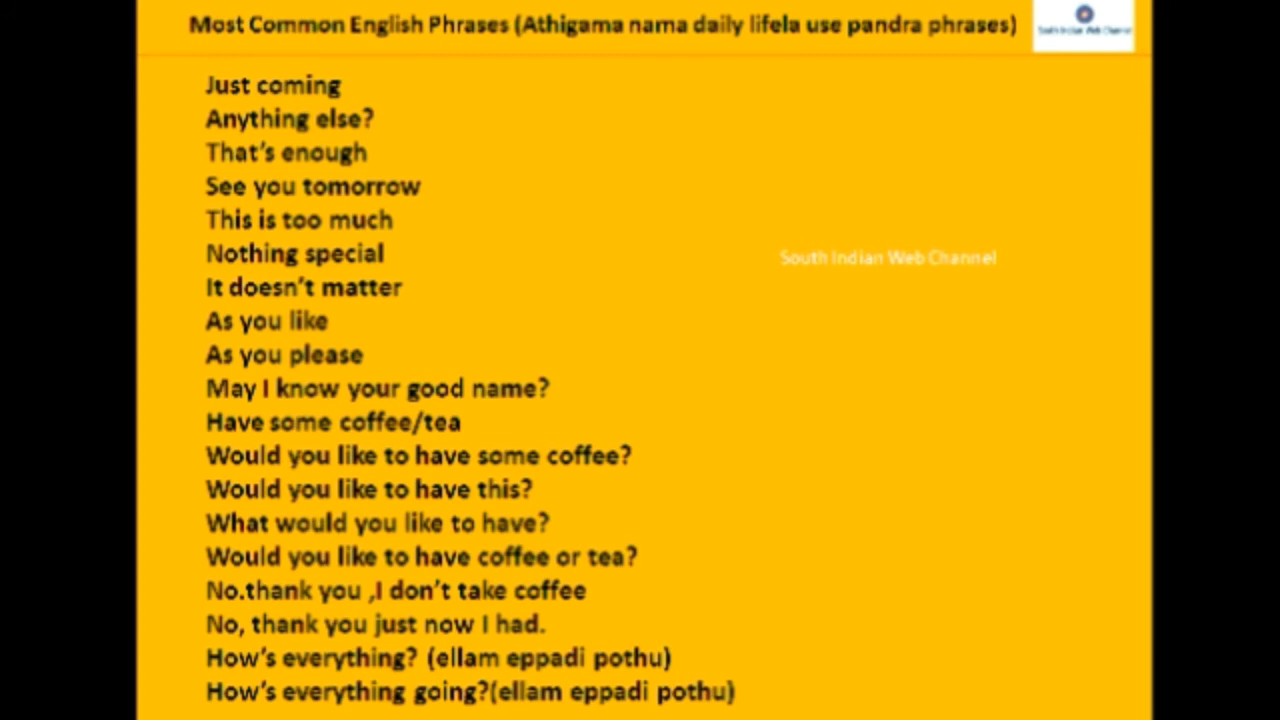 Most Common English Phrases (Athigama nama daily lifela use pandra phrases)
South Indian Web Channel
Just coming
Anything else?
That's enough
See you tomorrow
This is too much
Nothing special
South Indian Web Channel
It doesn't matter
As you like
As you please
May I know your good name?
Have some coffee/tea
Would you like to have some coffee?
Would you like to have this?
What would you like to have?
Would you like to have coffee or tea?
No.thank you ,I don't take coffee
No, thank you just now I had.
How's everything? (ellam eppadi pothu)
How's everything going?(ellam eppadi pothu)